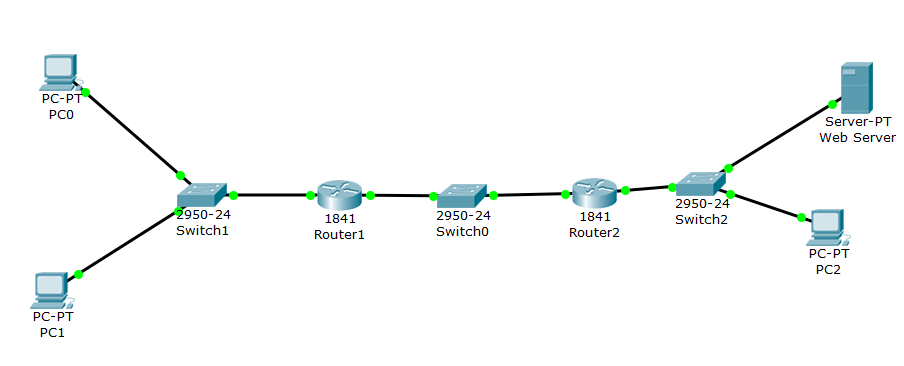 PC-PT
PC0
2950-24
Switch1
PC-PT
PC1
1841
Router1
2950-24
Switch0
1841
Router2
2950-24
Switch2
Server-PT
Web Server
PC-PT
PC2